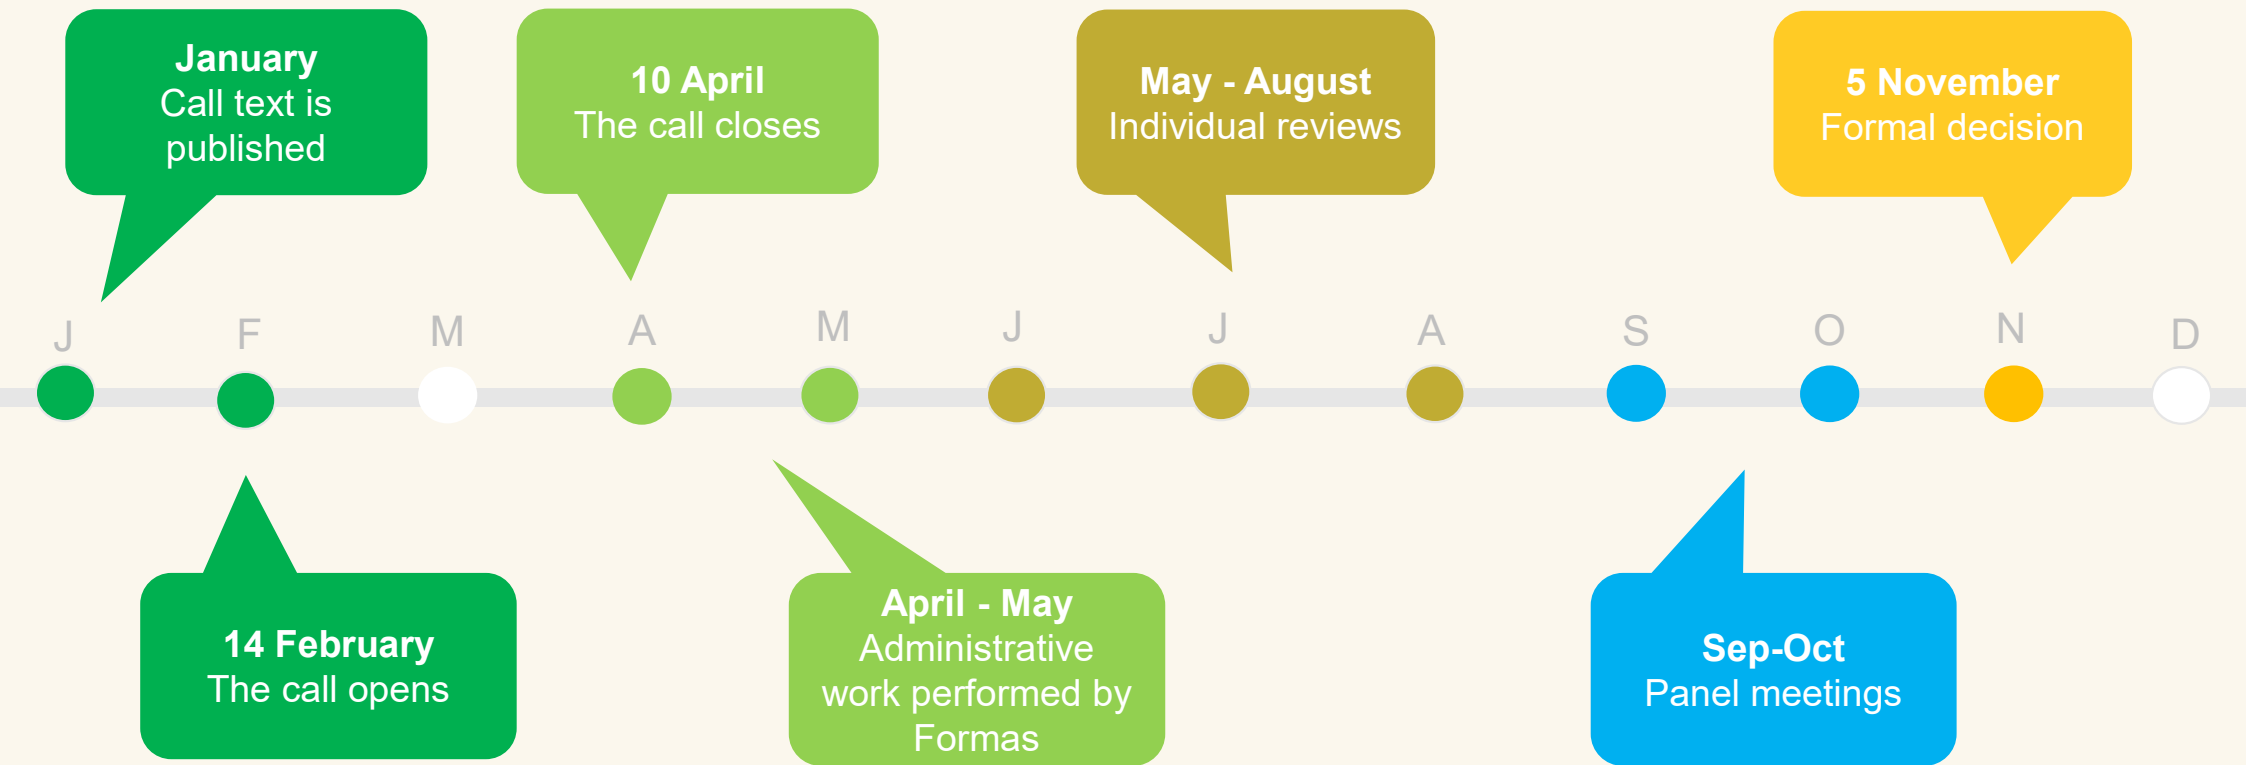 January
Call text is
published
10 April
The call closes
May - August
Individual reviews
5 November
Formal decision
J F M A M J J A S O N D
14 February
The call opens
April - May
Administrative
work performed by
Formas
Sep-Oct
Panel meetings